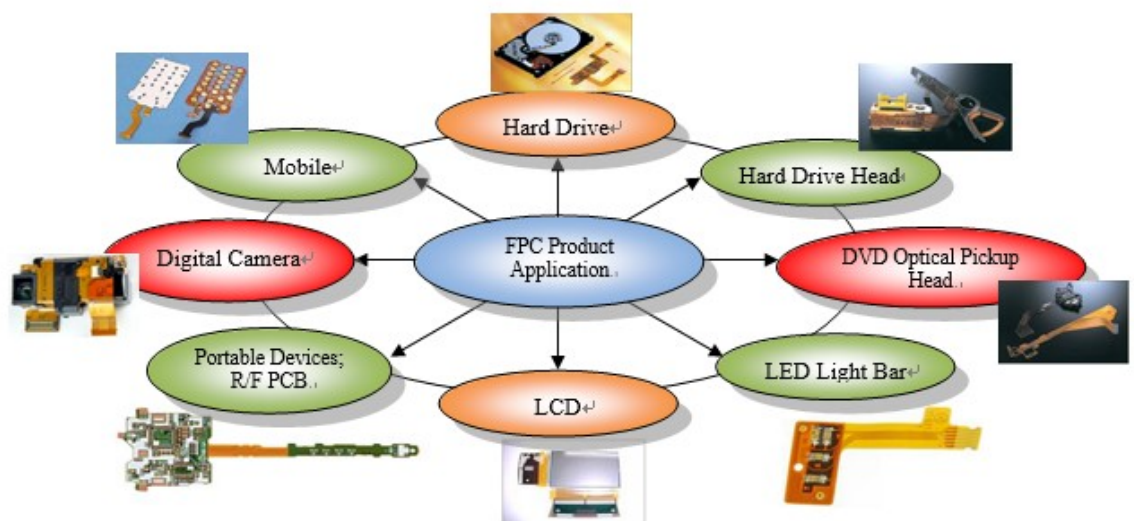 Hard Drive
Mobile
Hard Drive Head
Digital Camera
FPC Product
Application.
DVD Optical Pickup
Head.
Portable Devices;
R/F PCB.
LED Light Bar
LCD